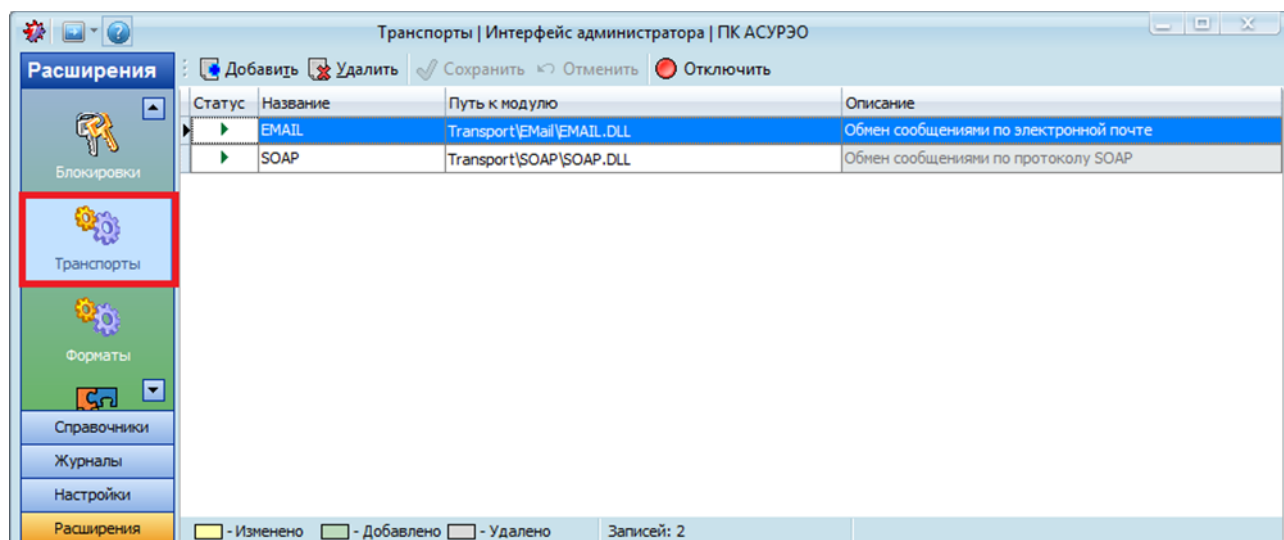 Транспорты | Интерфейс администратора | ПК АСУРЭО
Расширения
Добавить Удалить Сохранить Отменить Отключить
Статус Название Путь к модулю Описание
EMAIL Transport\EMail\EMAIL.DLL Обмен сообщениями по электронной почте
SOAP Transport\SOAP\SOAP.DLL Обмен сообщениями по протоколу SOAP
Блокировки
Транспорты
Форматы
Справочники
Журналы
Настройки
Расширения
- Изменено - Добавлено - Удалено Записей: 2